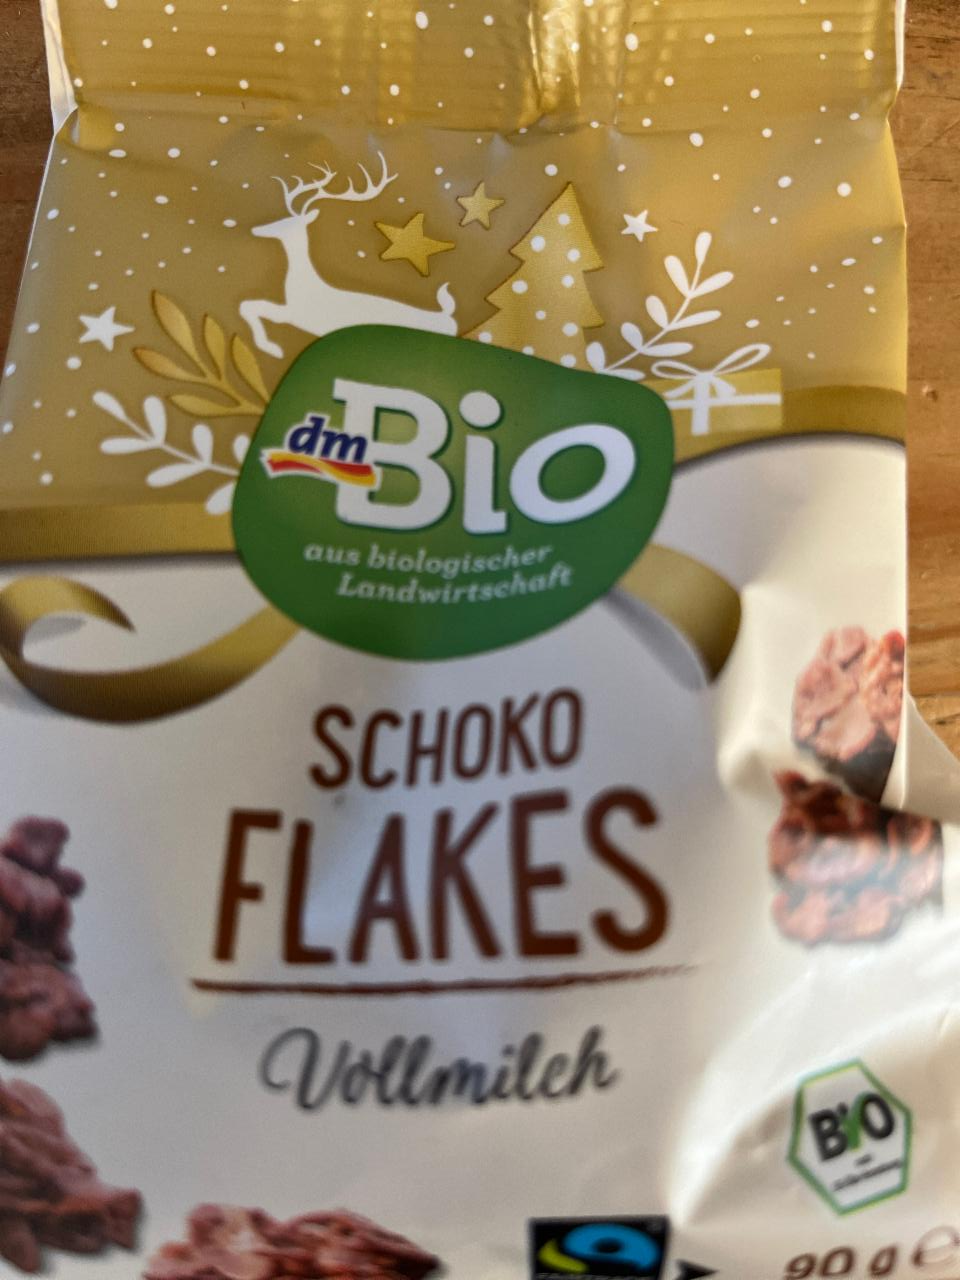 dm
Bio
aus biologischer
Landwirtschaft
SCHOKO
FLAKES
Vollmilch
BIO
90 g e